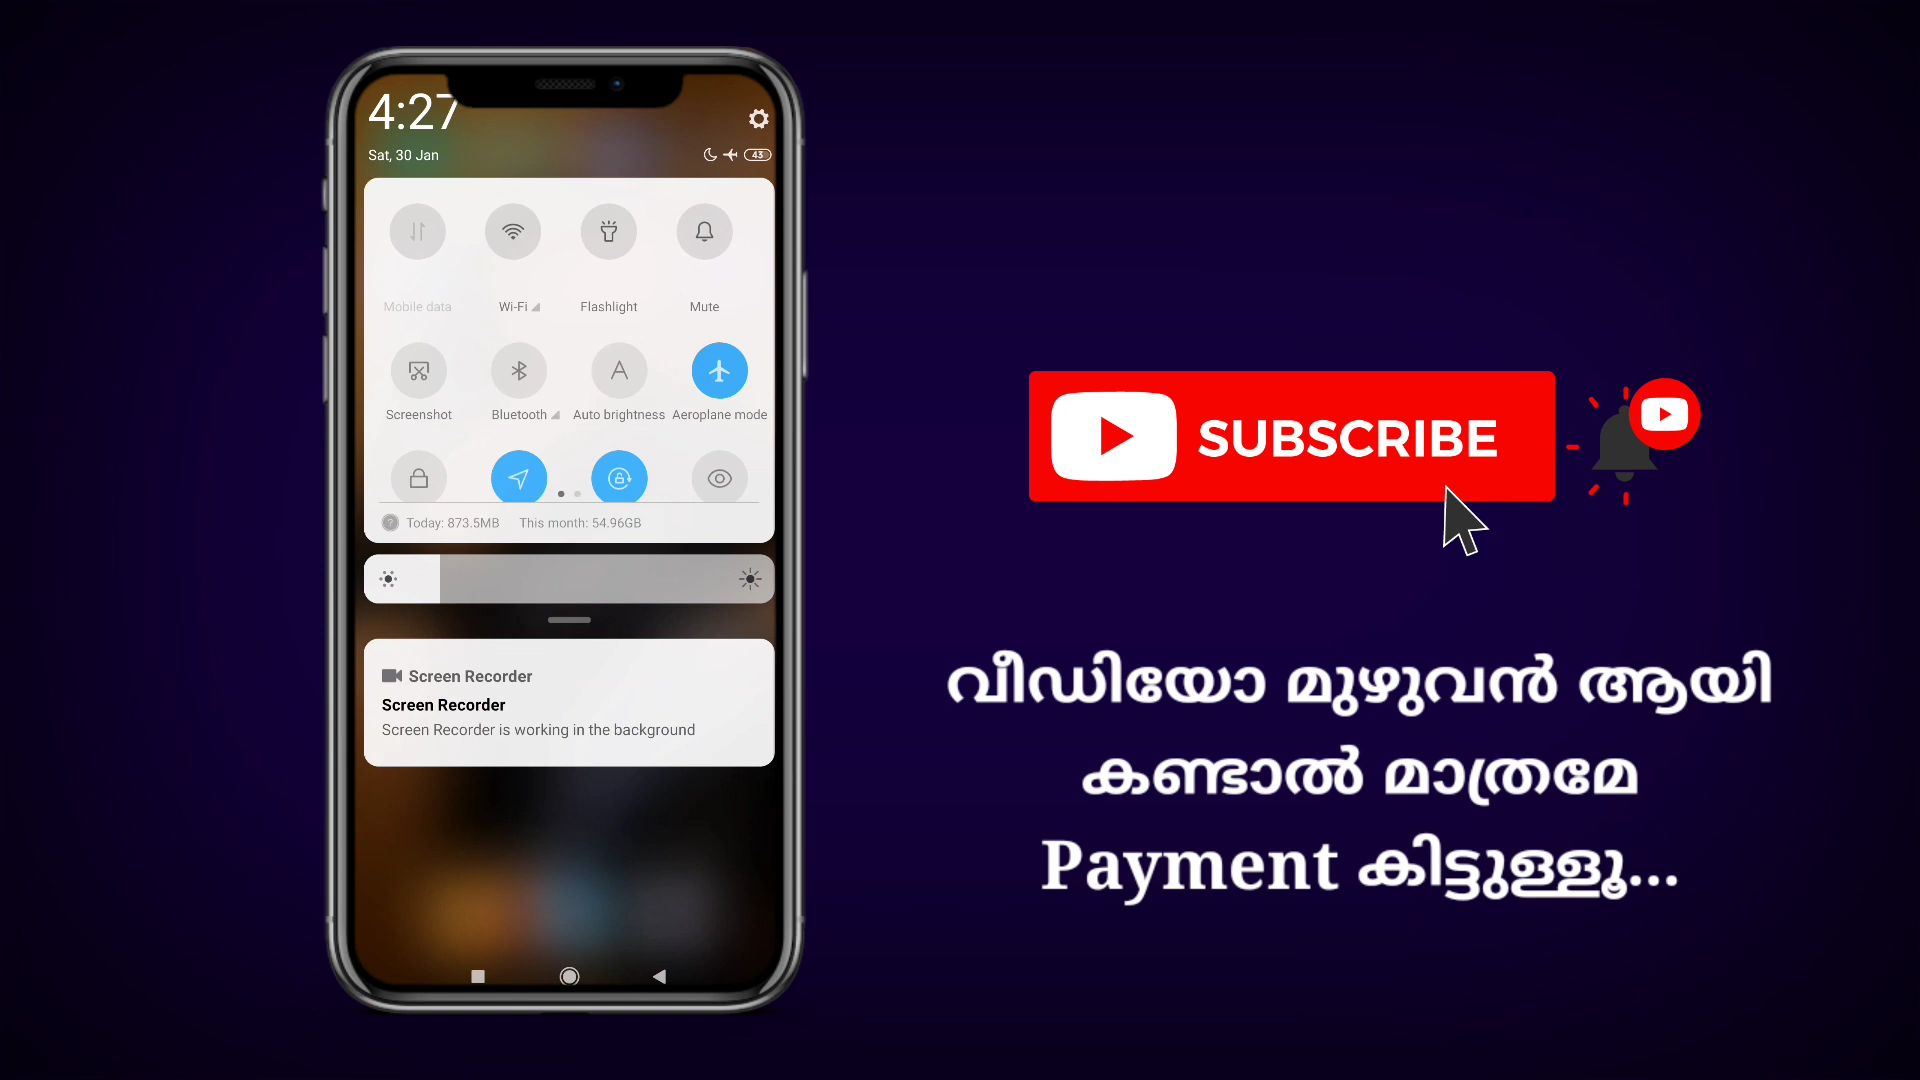 4:27
Sat, 30 Jan
43
Mobile data
Wi-Fi
Flashlight
Mute
Screenshot
Bluetooth
Auto brightness
Aeroplane mode
Today: 873.5MB
This month: 54.96GB
Screen Recorder
Screen Recorder
Screen Recorder is working in the background
SUBSCRIBE
വീഡിയോ മുഴുവൻ ആയി
കണ്ടാൽ മാത്രമേ
Payment കിട്ടുള്ളൂ...